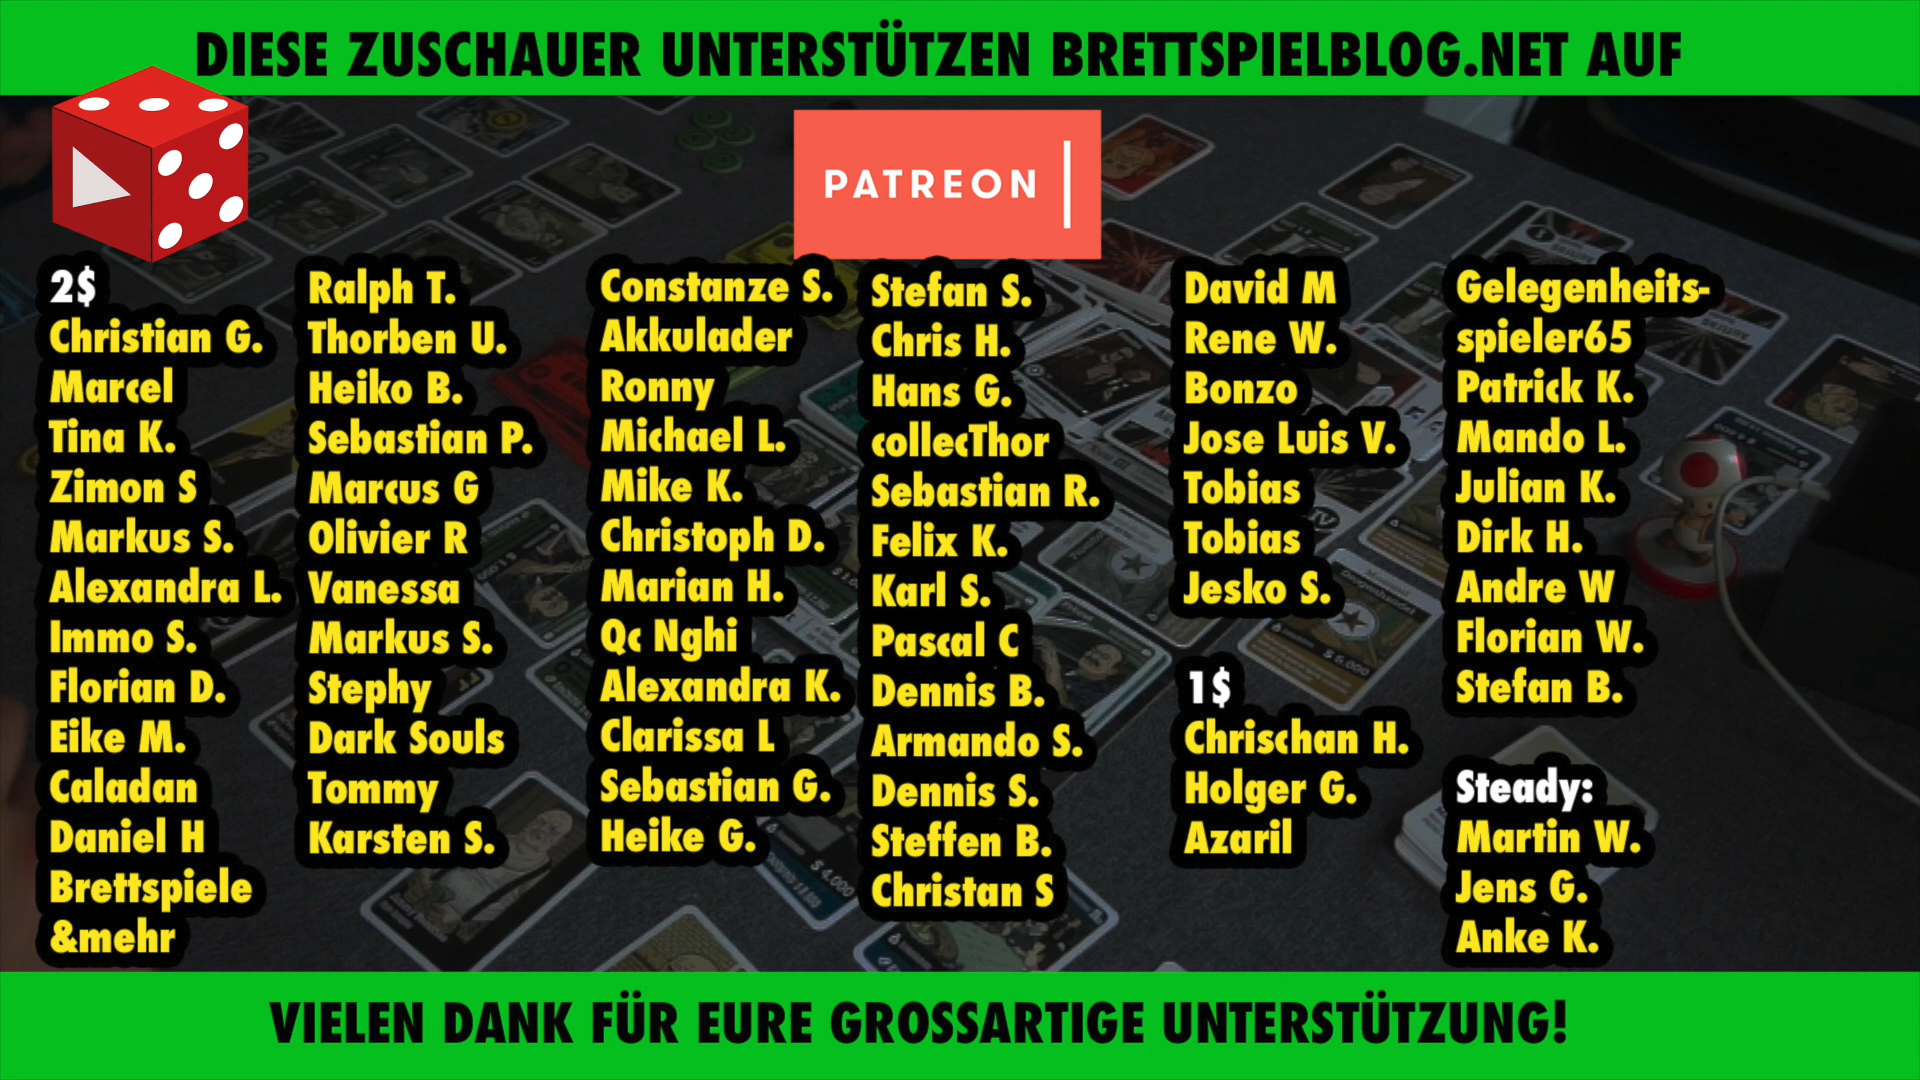 DIESE ZUSCHAUER UNTERSTÜTZEN BRETTSPIELBLOG.NET AUF
PATREON
2$
Christian G.
Marcel
Tina K.
Zimon S
Markus S.
Alexandra L.
Immo S.
Florian D.
Eike M.
Caladan
Daniel H
Brettspiele
&mehr
Ralph T.
Thorben U.
Heiko B.
Sebastian P.
Marcus G
Olivier R
Vanessa
Markus S.
Stephy
Dark Souls
Tommy
Karsten S.
Constanze S.
Akkulader
Ronny
Michael L.
Mike K.
Christoph D.
Marian H.
Qc Nghi
Alexandra K.
Clarissa L
Sebastian G.
Heike G.
Stefan S.
Chris H.
Hans G.
collecThor
Sebastian R.
Felix K.
Karl S.
Pascal C
Dennis B.
Armando S.
Dennis S.
Steffen B.
Christan S
David M
Rene W.
Bonzo
Jose Luis V.
Tobias
Tobias
Jesko S.
1$
Chrischan H.
Holger G.
Azaril
Gelegenheits-
spieler65
Patrick K.
Mando L.
Julian K.
Dirk H.
Andre W
Florian W.
Stefan B.
Steady:
Martin W.
Jens G.
Anke K.
VIELEN DANK FÜR EURE GROSSARTIGE UNTERSTÜTZUNG!